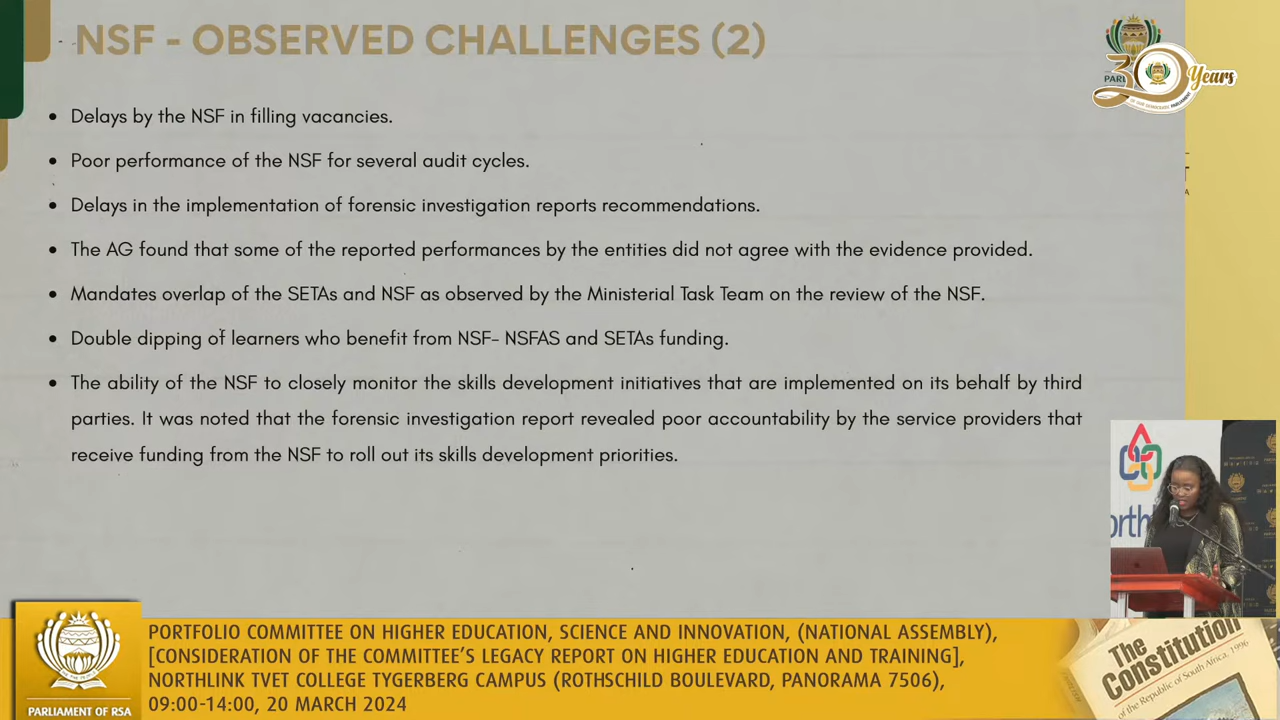 NSF - OBSERVED CHALLENGES (2)
30 Years
• Delays by the NSF in filling vacancies.
• Poor performance of the NSF for several audit cycles.
• Delays in the implementation of forensic investigation reports recommendations.
• The AG found that some of the reported performances by the entities did not agree with the evidence provided.
• Mandates overlap of the SETAs and NSF as observed by the Ministerial Task Team on the review of the NSF.
• Double dipping of learners who benefit from NSF- NSFAS and SETAs funding.
• The ability of the NSF to closely monitor the skills development initiatives that are implemented on its behalf by third
parties. It was noted that the forensic investigation report revealed poor accountability by the service providers that
receive funding from the NSF to roll out its skills development priorities.
PORTFOLIO COMMITTEE ON HIGHER EDUCATION, SCIENCE AND INNOVATION, (NATIONAL ASSEMBLY),
[CONSIDERATION OF THE COMMITTEE'S LEGACY REPORT ON HIGHER EDUCATION AND TRAINING],
NORTHLINK TVET COLLEGE TYGERBERG CAMPUS (ROTHSCHILD BOULEVARD, PANORAMA 7506),
09:00-14:00, 20 MARCH 2024
PARLIAMENT OF RSA
The
Constitution
of the Republic of South Africa, 1996